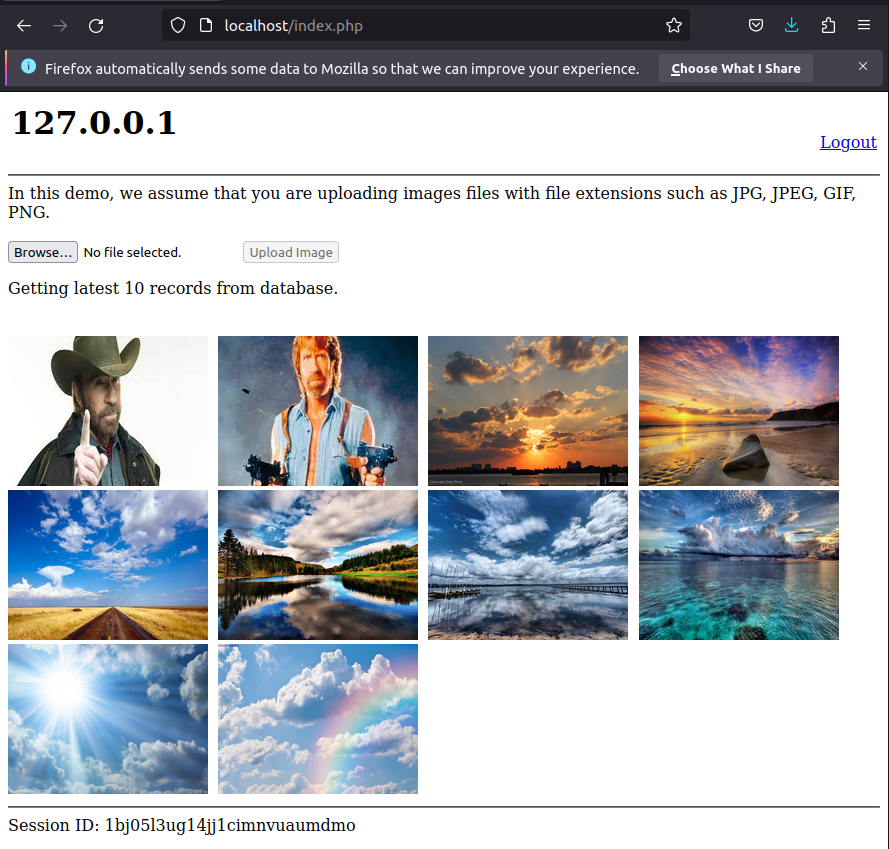 localhost/index.php
Firefox automatically sends some data to Mozilla so that we can improve your experience. Choose What I Share
127.0.0.1
Logout
In this demo, we assume that you are uploading images files with file extensions such as JPG, JPEG, GIF,
PNG.
Browse... No file selected. Upload Image
Getting latest 10 records from database.
Session ID: 1bj05l3ug14jj1cimnvuaumdmo